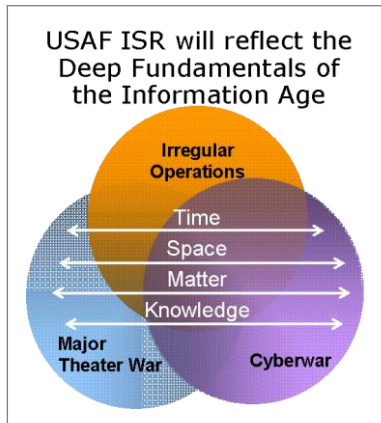 USAF ISR will reflect the
Deep Fundamentals of
the Information Age
Irregular
Operations
Time
Space
Matter
Knowledge
Major
Theater War
Cyberwar